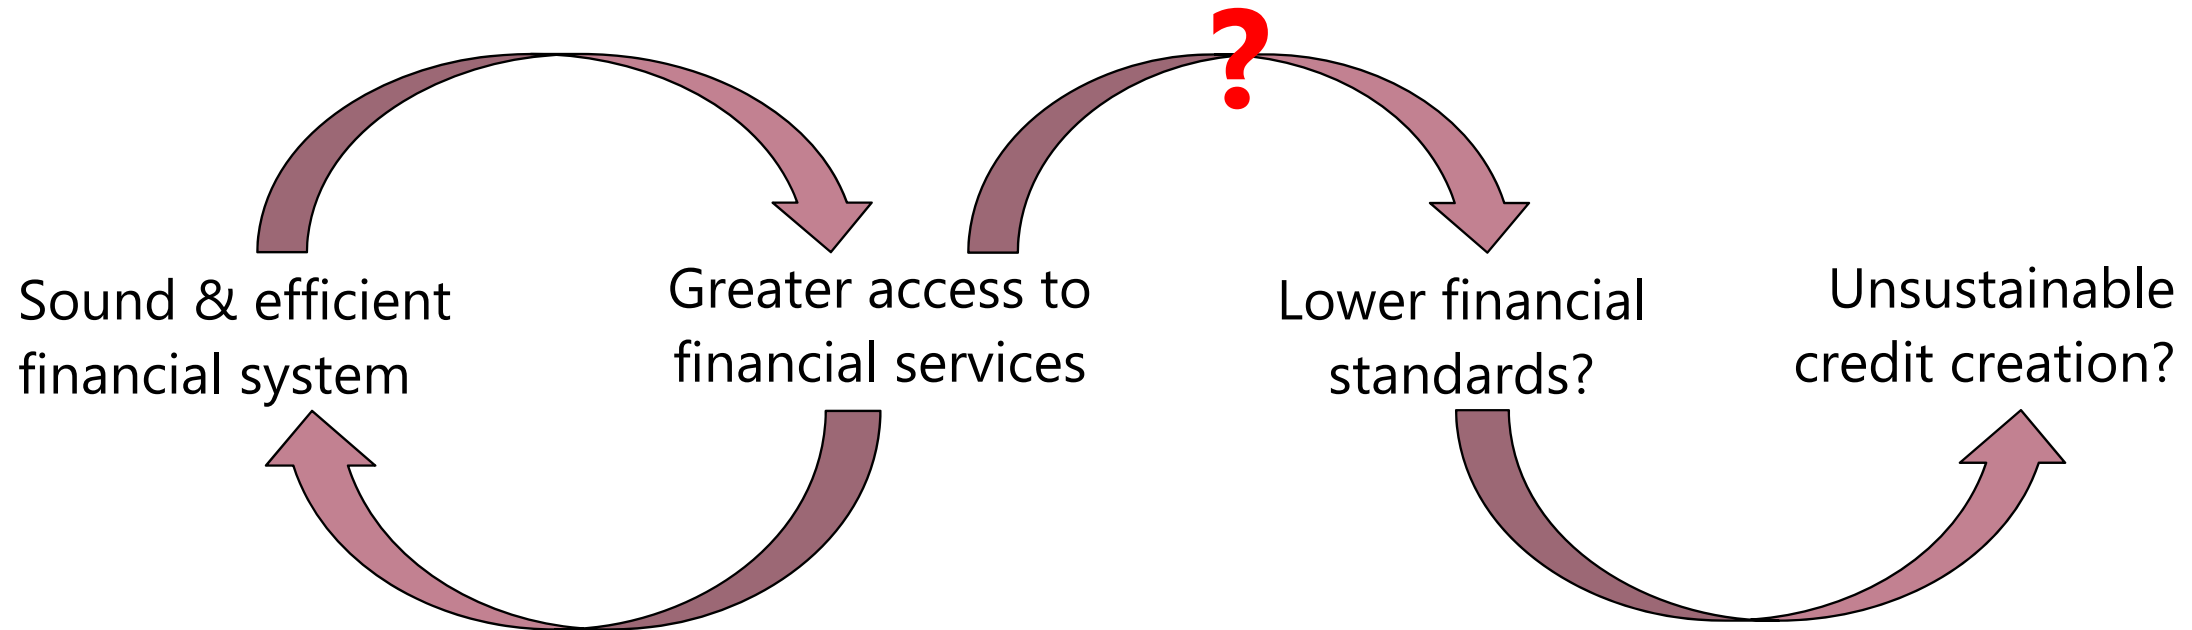 ?
Sound & efficient
financial system
Greater access to
financial services
Lower financial
standards?
Unsustainable
credit creation?